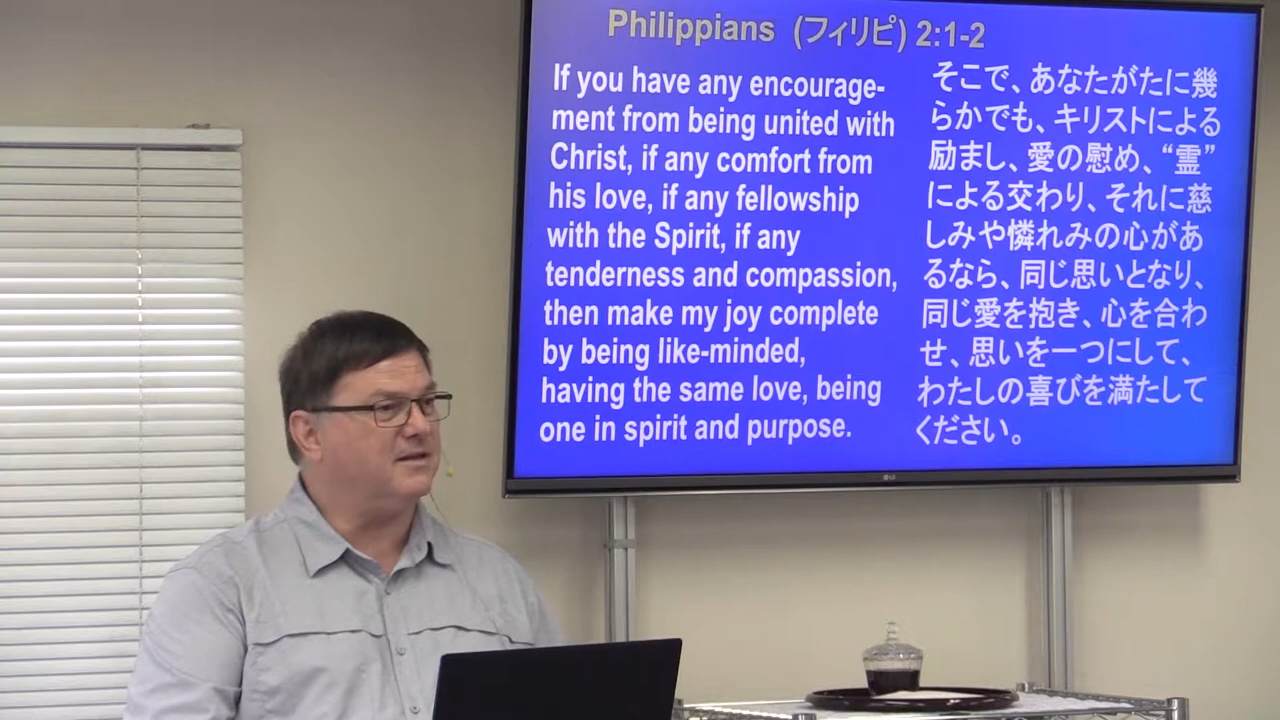 Philippians (フィリピ) 2:1-2
If you have any encourage-
ment from being united with
Christ, if any comfort from
his love, if any fellowship
with the Spirit, if any
tenderness and compassion,
then make my joy complete
by being like-minded,
having the same love, being
one in spirit and purpose.
そこで、あなたがたに幾
らかでも、キリストによる
励まし、愛の慰め、“霊”
による交わり、それに慈
しみや憐れみの心があ
るなら、同じ思いとなり、
同じ愛を抱き、心を合わ
せ、思いを一つにして、
わたしの喜びを満たして
ください。
LG